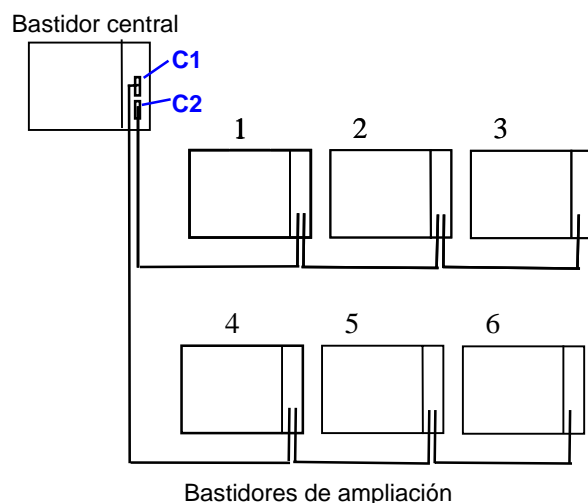 Bastidor central
C1
C2
1 2 3
4 5 6
Bastidores de ampliación